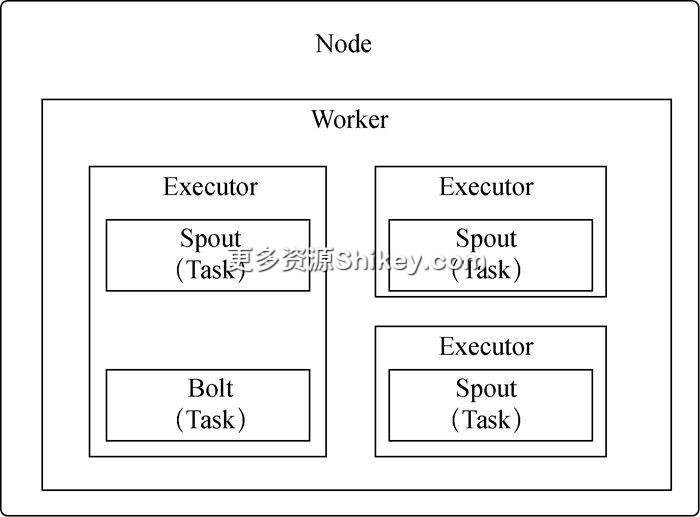 Node
Worker
Executor
Spout
(Task)
Bolt
(Task)
Executor
Spout
(Task)
Executor
Spout
(Task)
更多资源Shikey.com